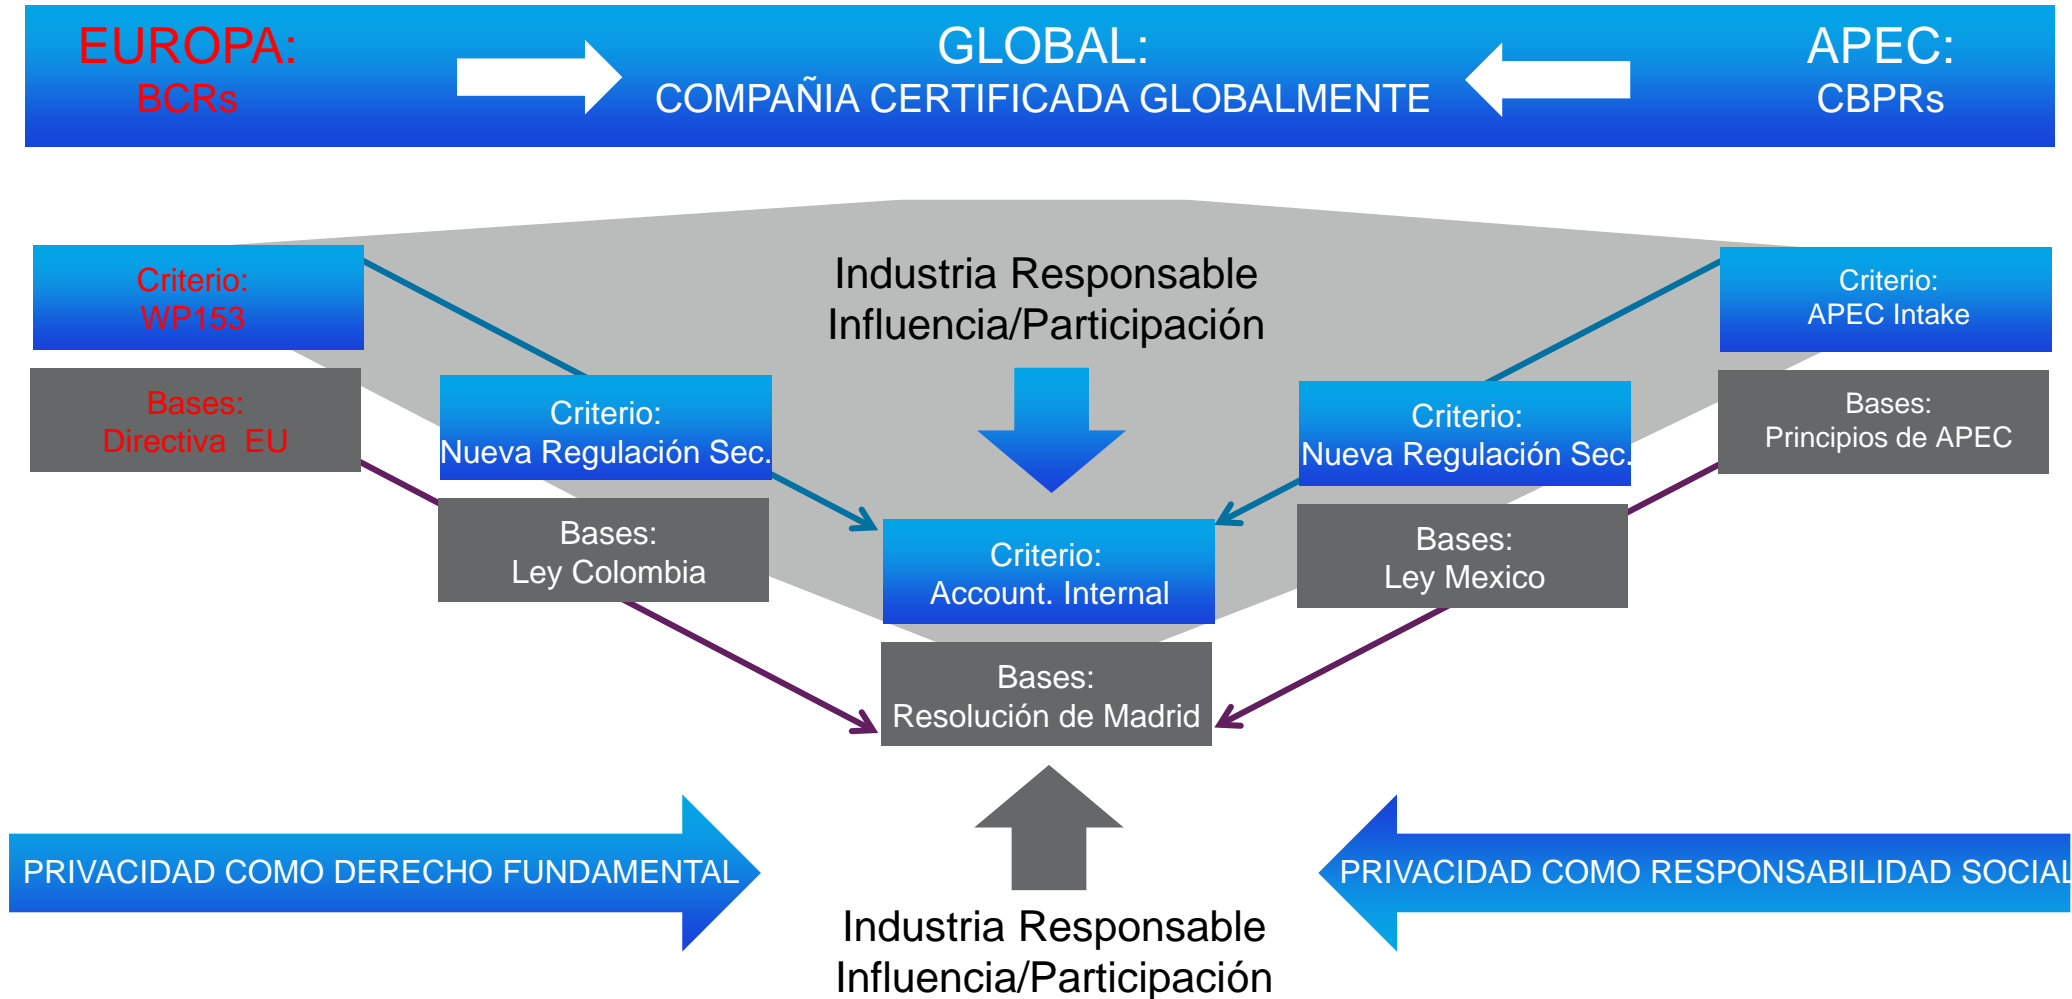 EUROPA:
BCRs
GLOBAL:
COMPAÑIA CERTIFICADA GLOBALMENTE
APEC:
CBPRs
Industria Responsable
Influencia/Participación
Criterio:
WP153
Bases:
Directiva EU
Criterio:
Nueva Regulación Sec.
Bases:
Ley Colombia
Criterio:
Account. Internal
Bases:
Resolución de Madrid
Criterio:
Nueva Regulación Sec.
Bases:
Ley Mexico
Criterio:
APEC Intake
Bases:
Principios de APEC
PRIVACIDAD COMO DERECHO FUNDAMENTAL
PRIVACIDAD COMO RESPONSABILIDAD SOCIAL
Industria Responsable
Influencia/Participación